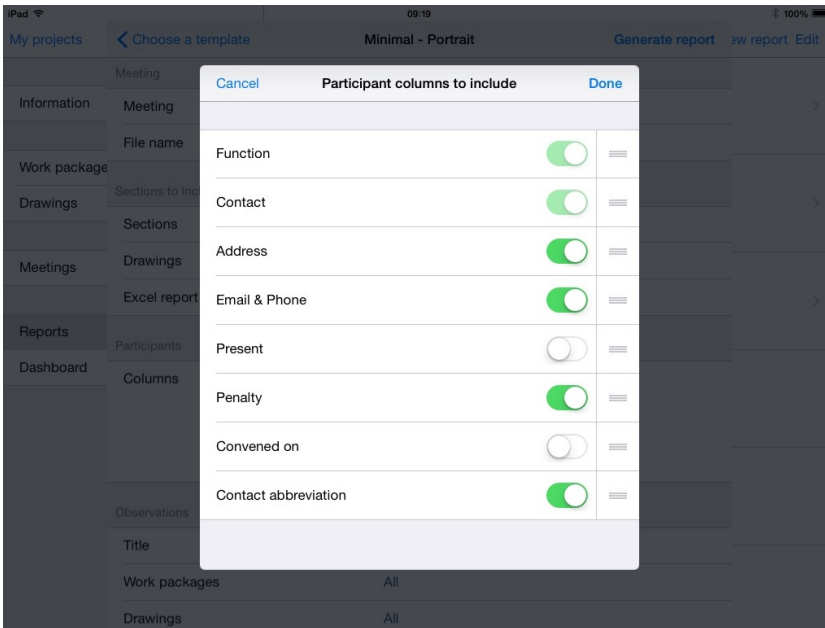 iPad 09:19 100%
My projects Choose a template Minimal - Portrait Generate report ew report Edit
Meeting
Cancel Participant columns to include Done
Information Meeting
File name
Function
Work package
Sections to incl
Drawings
Contact
Sections
Address
Drawings
Meetings
Excel report
Email & Phone
Reports
Participants
Present
Dashboard
Columns
Penalty
Convened on
Contact abbreviation
Observations
Title
Work packages All
Drawings All